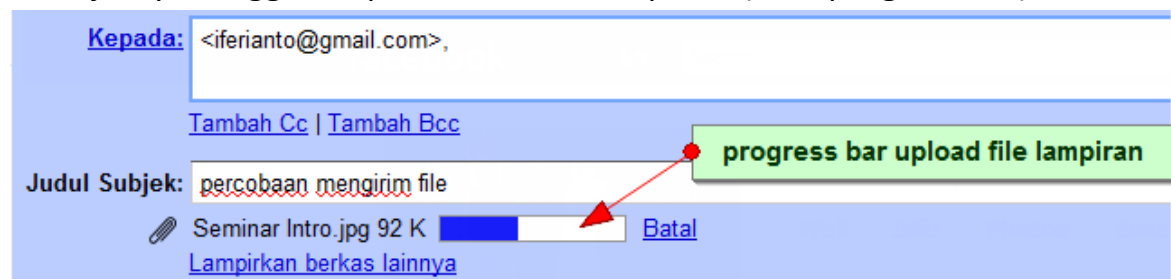 Kepada: <iferianto@gmail.com>,
Tambah Cc | Tambah Bcc
progress bar upload file lampiran
Judul Subjek: percobaan mengirim file
Seminar Intro.jpg 92 K Batal
Lampirkan berkas lainnya